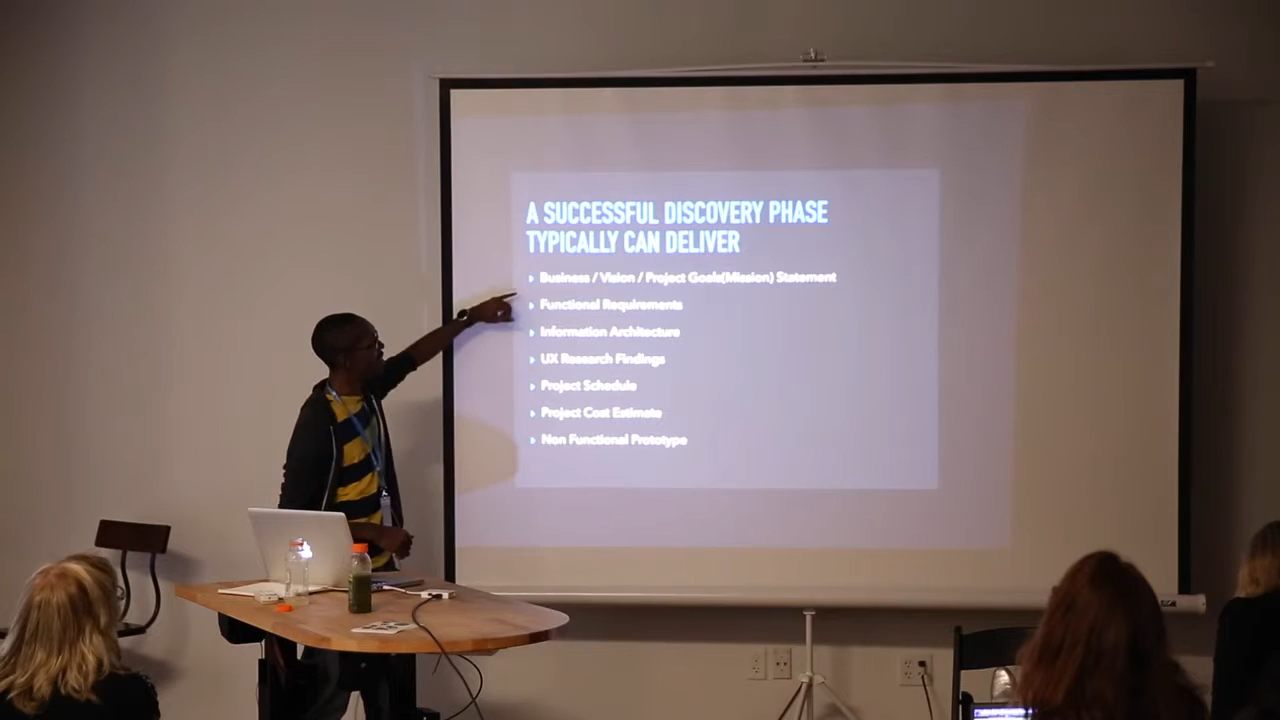 A SUCCESSFUL DISCOVERY PHASE
TYPICALLY CAN DELIVER
Business / Vision / Project Goals(Mission) Statement
Functional Requirements
Information Architecture
UX Research Findings
Project Schedule
Project Cost Estimate
Non Functional Prototype